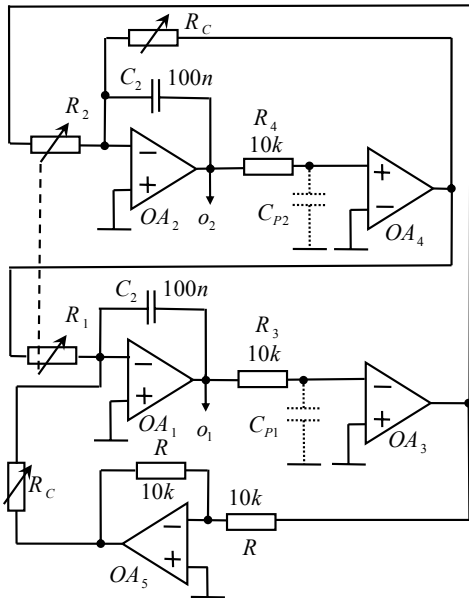 R_C
C_2 100n
R_2
R_4
10k
− +
OA_2
o_2
C_P2
+ −
OA_4
C_2 100n
R_1
R_3
10k
− +
OA_1
o_1
C_P1
− +
OA_3
R
10k
10k
R
R_C
− +
OA_5